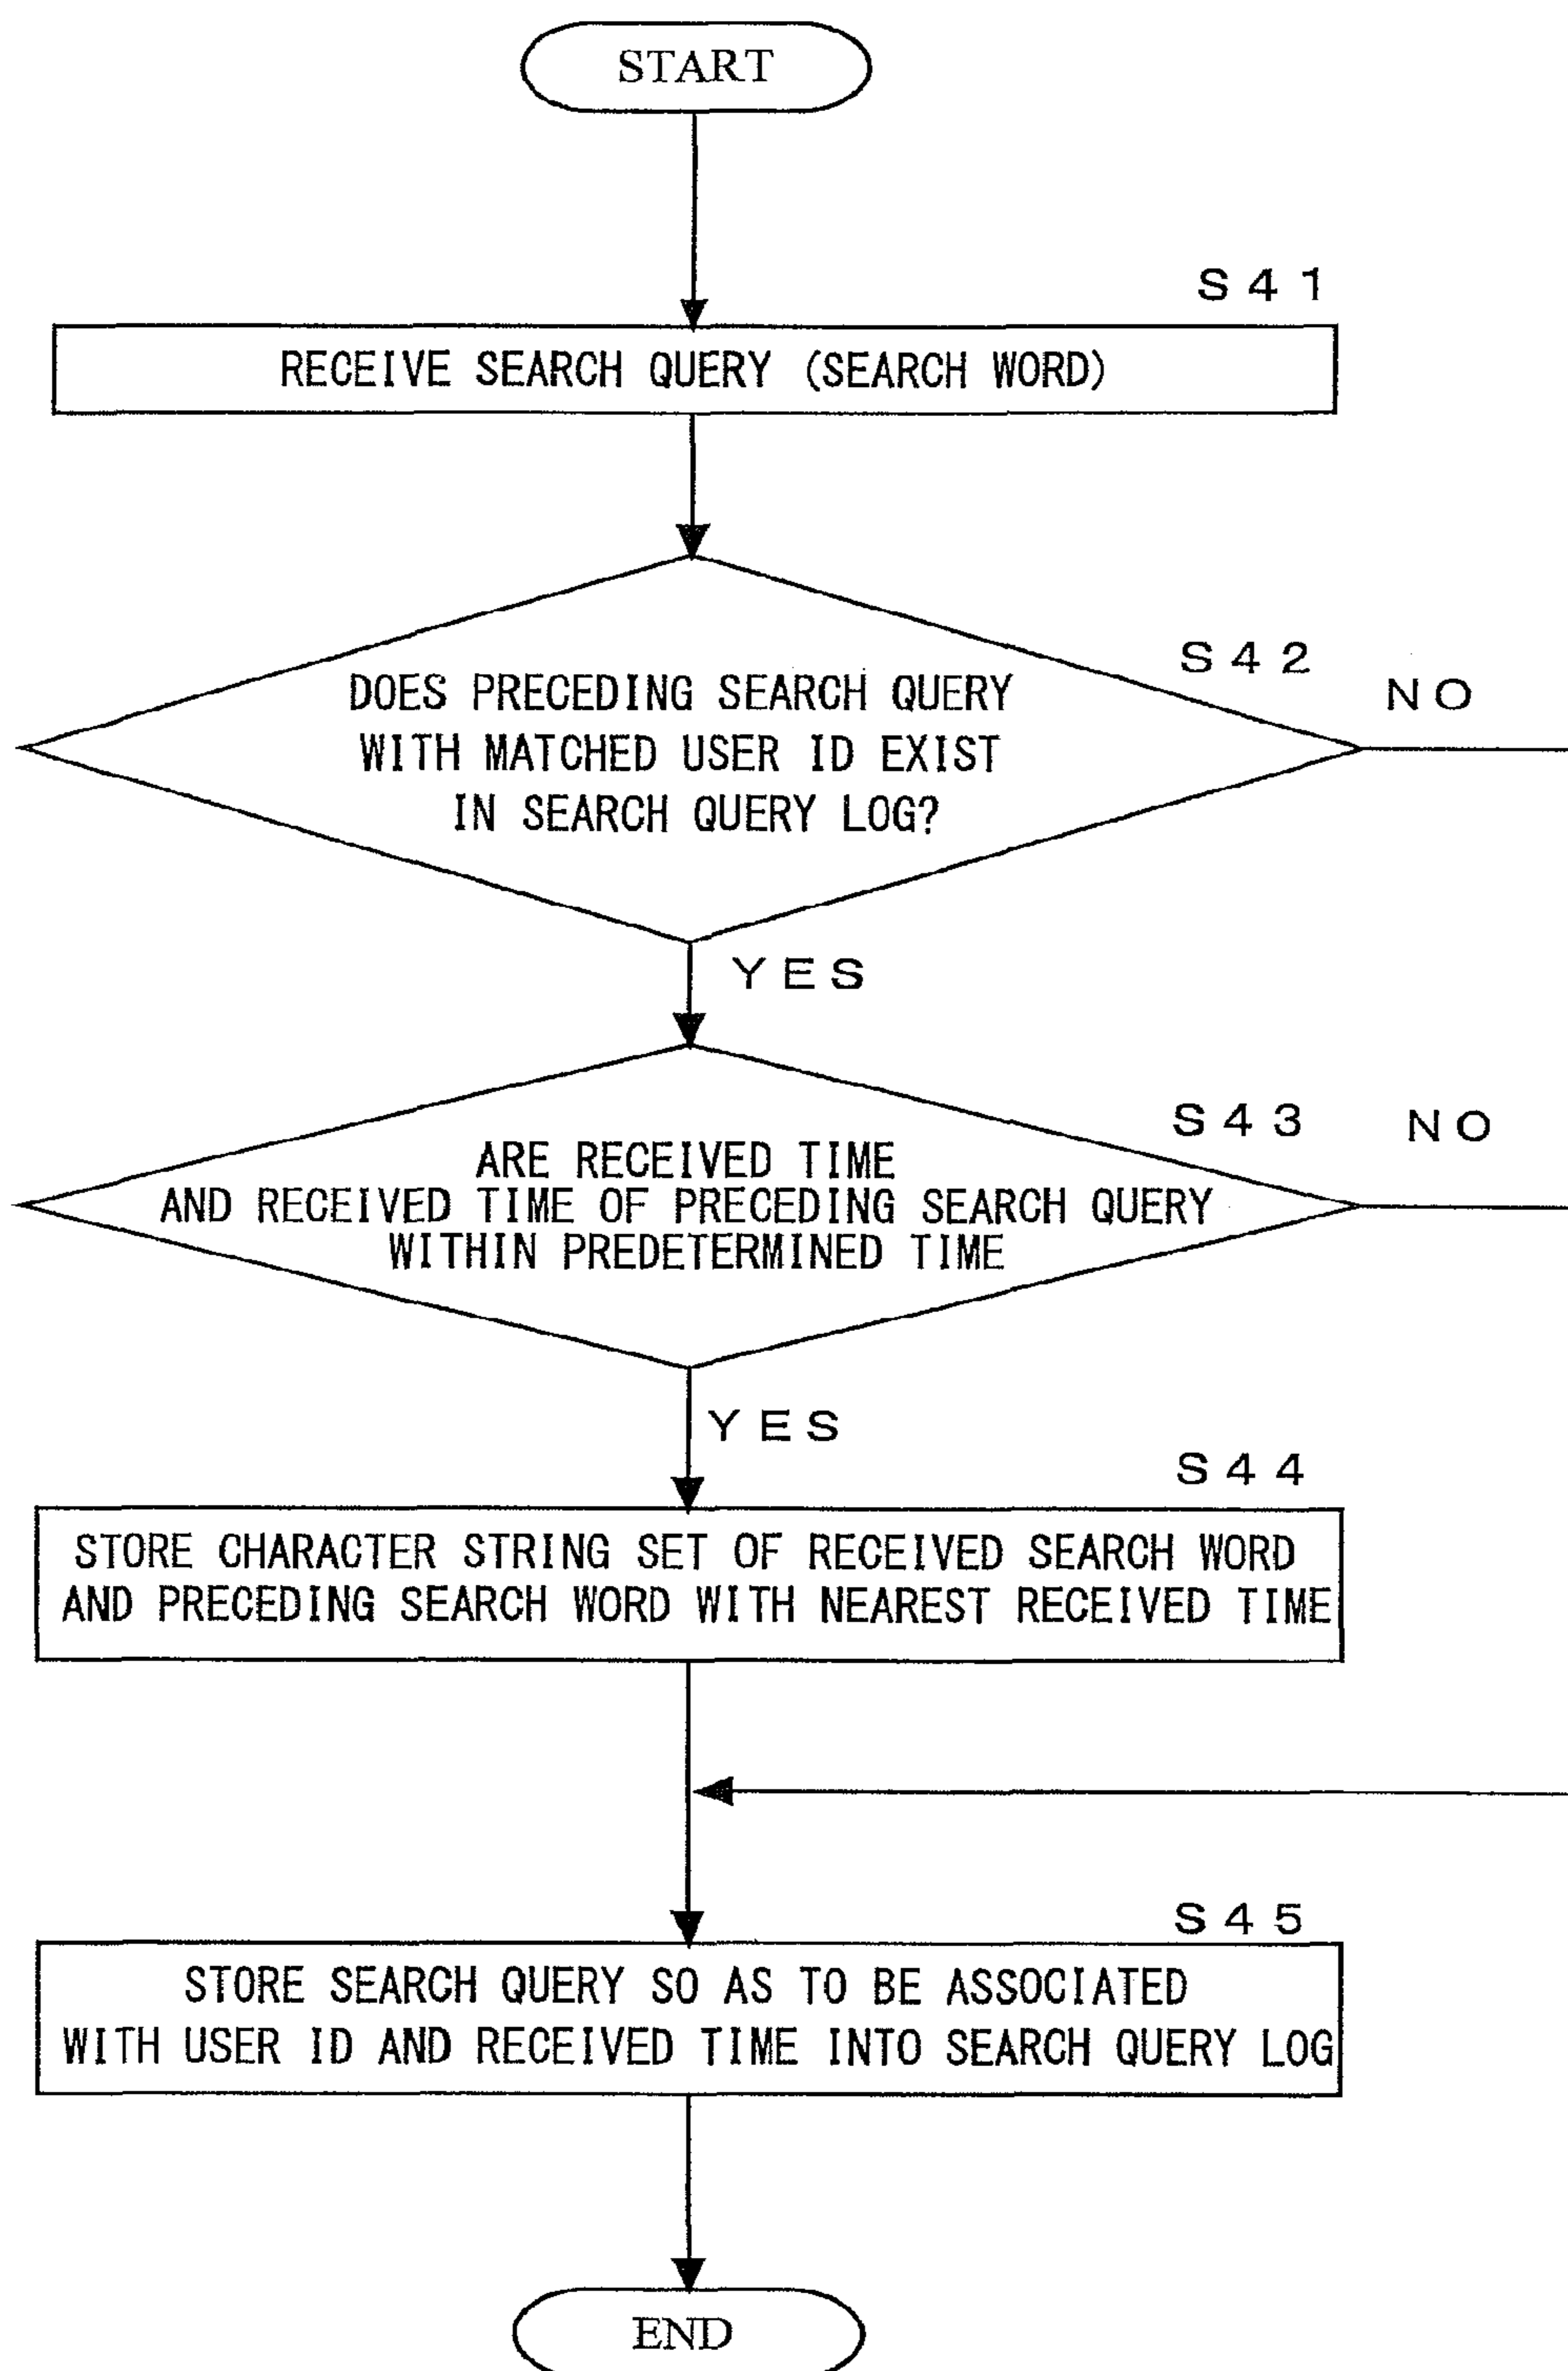 START
S41
RECEIVE SEARCH QUERY (SEARCH WORD)
S42
NO
DOES PRECEDING SEARCH QUERY
WITH MATCHED USER ID EXIST
IN SEARCH QUERY LOG?
YES
S43
NO
ARE RECEIVED TIME
AND RECEIVED TIME OF PRECEDING SEARCH QUERY
WITHIN PREDETERMINED TIME
YES
S44
STORE CHARACTER STRING SET OF RECEIVED SEARCH WORD
AND PRECEDING SEARCH WORD WITH NEAREST RECEIVED TIME
S45
STORE SEARCH QUERY SO AS TO BE ASSOCIATED
WITH USER ID AND RECEIVED TIME INTO SEARCH QUERY LOG
END